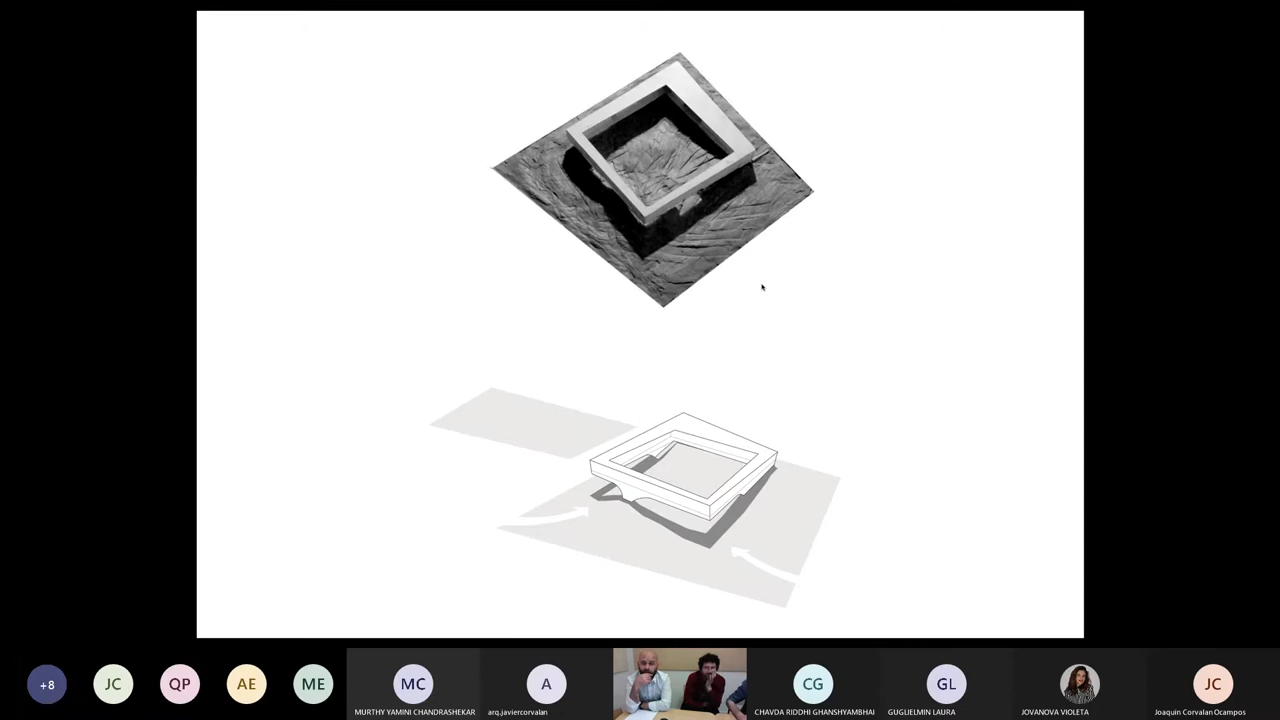 +8
JC
QP
AE
ME
MC
MURTHY YAMINI CHANDRASHEKAR
A
arq.javiercorvalan
CG
CHAVDA RIDDHI GHANSHYAMBHAI
GL
GUGLIELMIN LAURA
JOVANOVA VIOLETA
JC
Joaquin Corvalan Ocampos